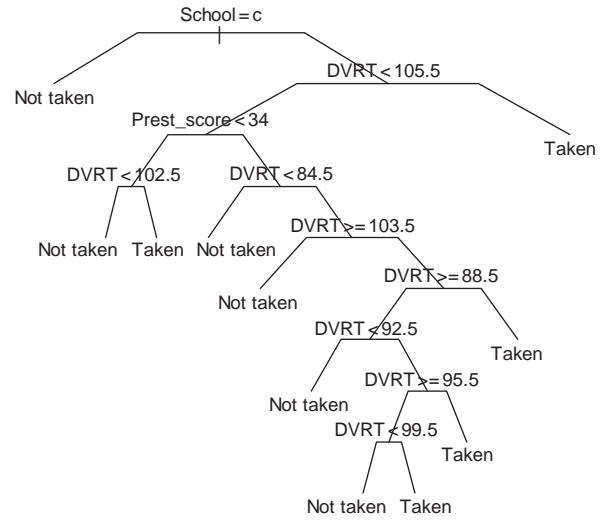 School=c
DVRT<105.5
Not taken
Prest_score<34
Taken
DVRT<102.5
DVRT<84.5
Not taken
Taken
Not taken
DVRT>=103.5
Not taken
DVRT>=88.5
DVRT<92.5
Taken
DVRT>=95.5
Not taken
DVRT<99.5
Taken
Not taken
Taken